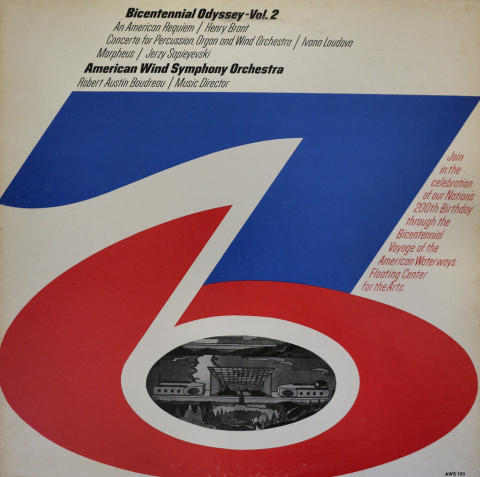 Bicentennial Odyssey-Vol. 2
An American Requiem / Henry Brant
Concerto for Percussion, Organ and Wind Orchestra / Ivana Loudova
Morpheus / Jerzy Sapieyevski
American Wind Symphony Orchestra
Robert Austin Boudreau / Music Director
Join
in the
celebration
of our Nation's
200th Birthday
through the
Bicentennial
Voyage of the
American Waterways
Floating Center
for the Arts.
76
AWS 103